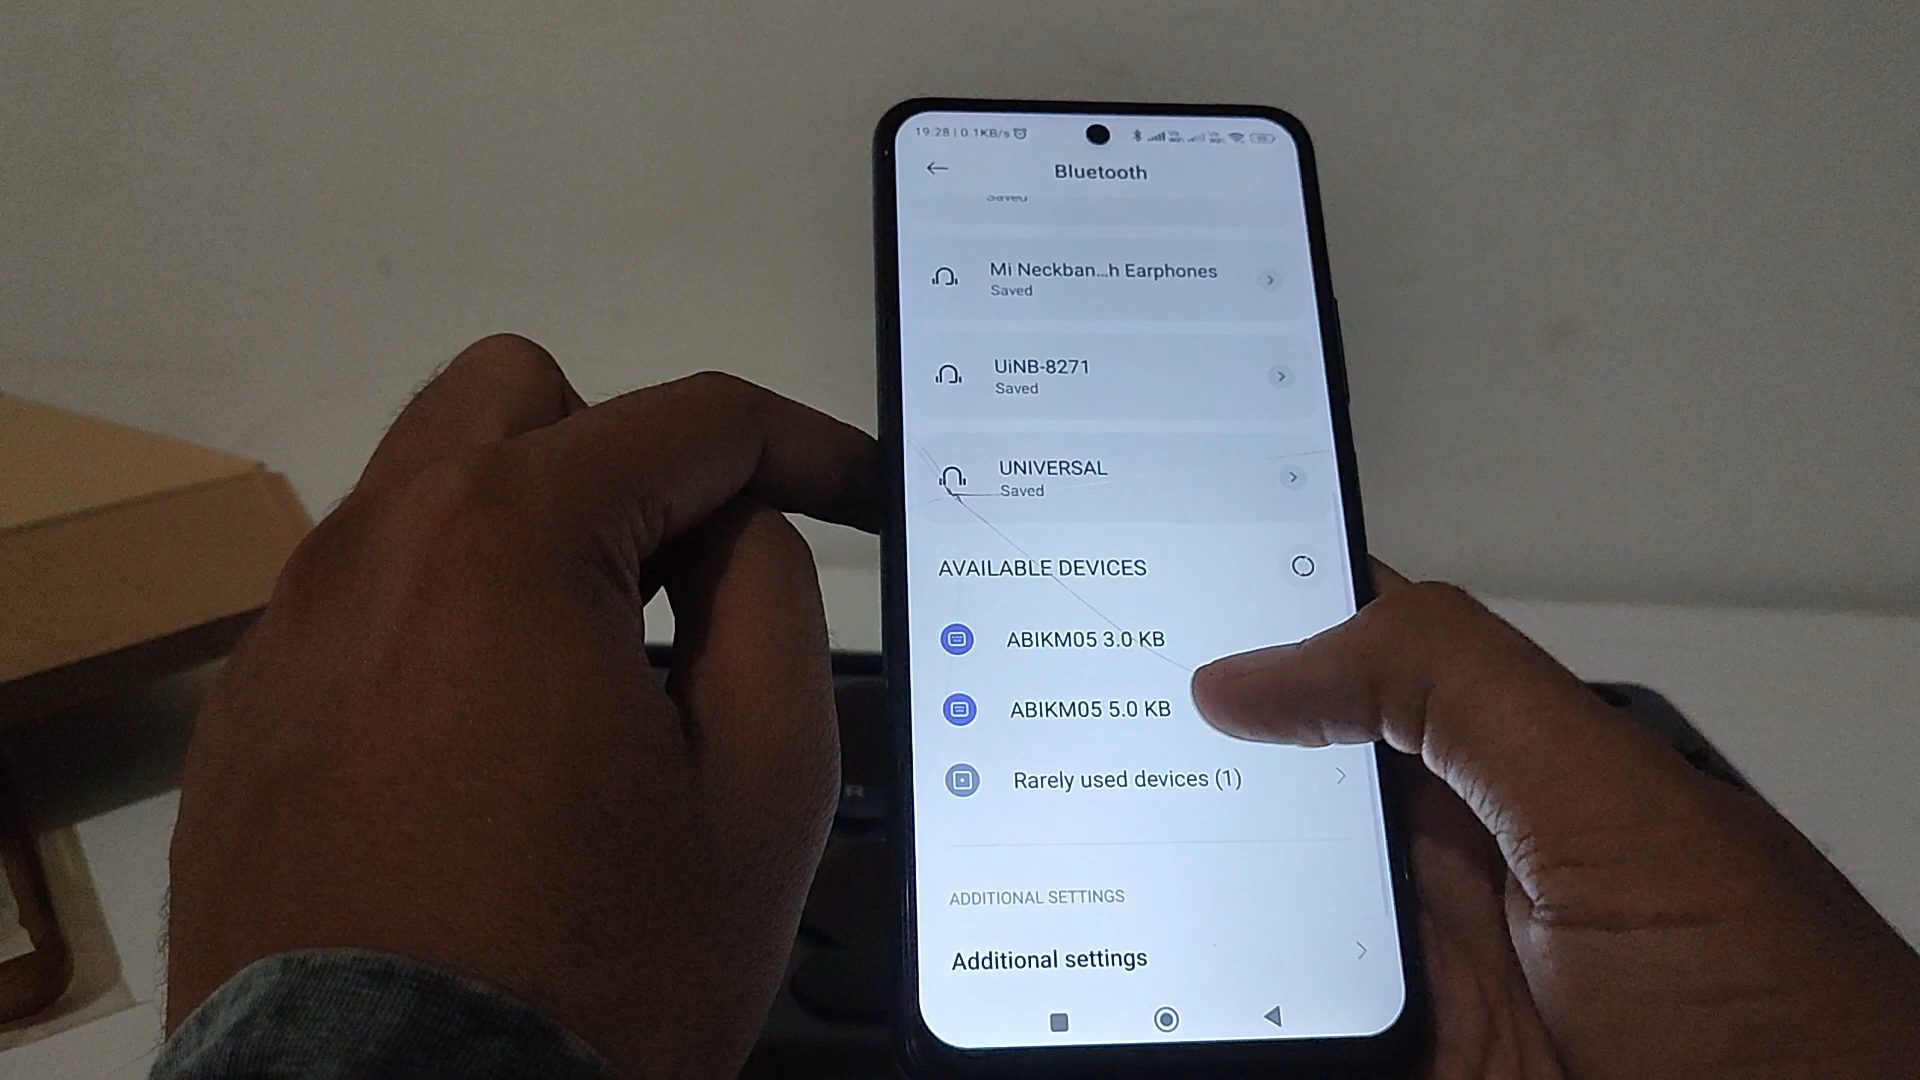 19:28 | 0.1KB/s
Bluetooth
Saved
Mi Neckban...h Earphones
Saved
UiNB-8271
Saved
UNIVERSAL
Saved
AVAILABLE DEVICES
ABIKM05 3.0 KB
ABIKM05 5.0 KB
Rarely used devices (1)
R
ADDITIONAL SETTINGS
Additional settings